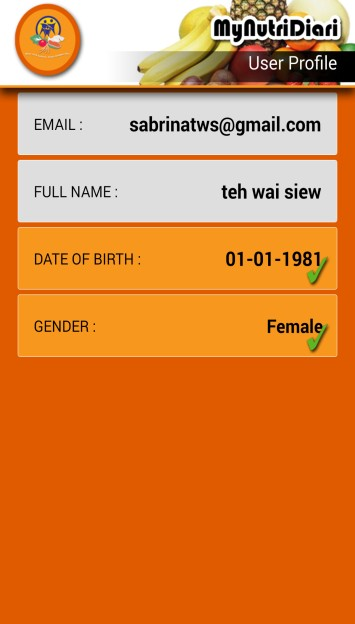 MyNutriDiari
User Profile
EMAIL : sabrinatws@gmail.com
FULL NAME : teh wai siew
DATE OF BIRTH : 01-01-1981
GENDER : Female